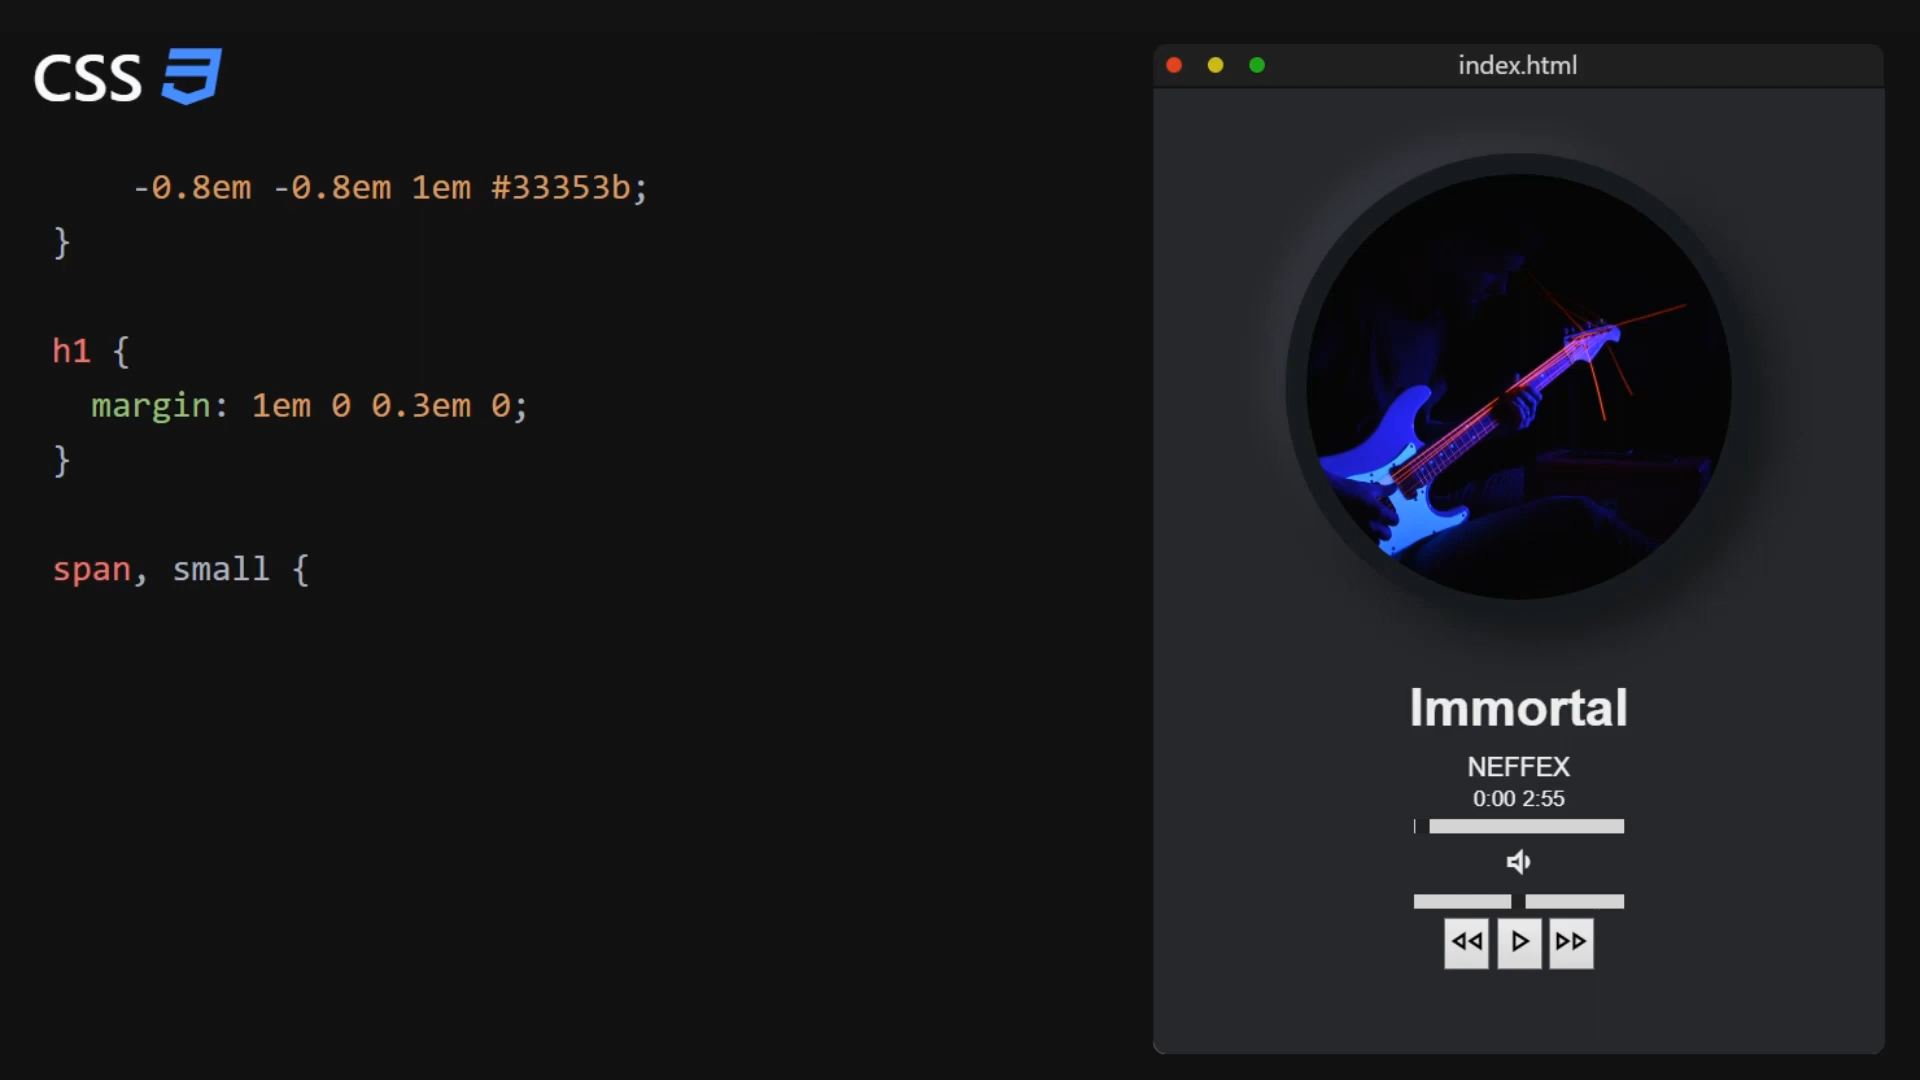 CSS
-0.8em -0.8em 1em #33353b;
}
h1 {
margin: 1em 0 0.3em 0;
}
span, small {
index.html
Immortal
NEFFEX
0:00 2:55